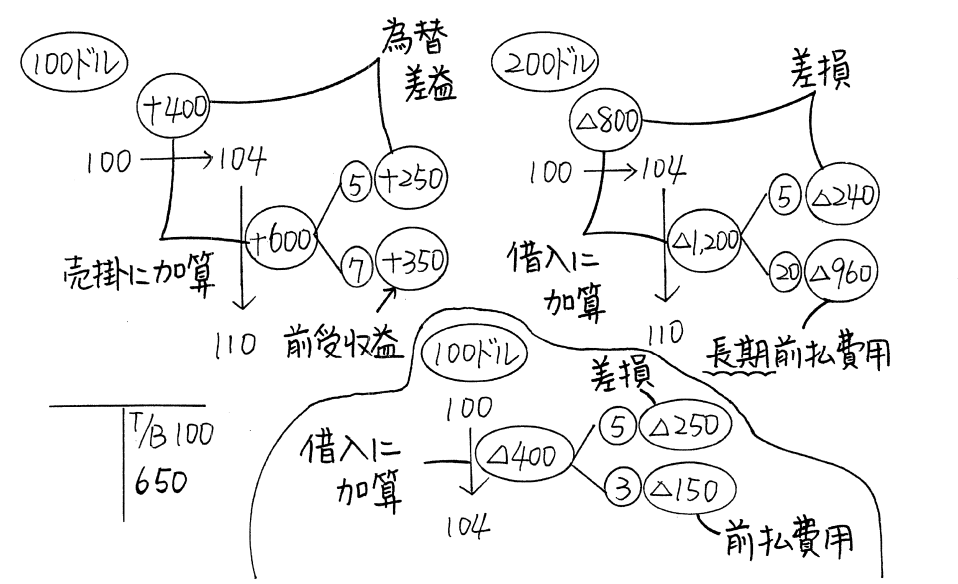 100ドル
為替
差益
+400
100 → 104
5
+250
+600
7
+350
売掛に加算
110
前受収益
200ドル
差損
△800
100 → 104
5
△240
△1,200
20
△960
借入に
加算
110
長期前払費用
T/B 100
650
100ドル
差損
100
5
△250
借入に
加算
△400
3
△150
104
前払費用